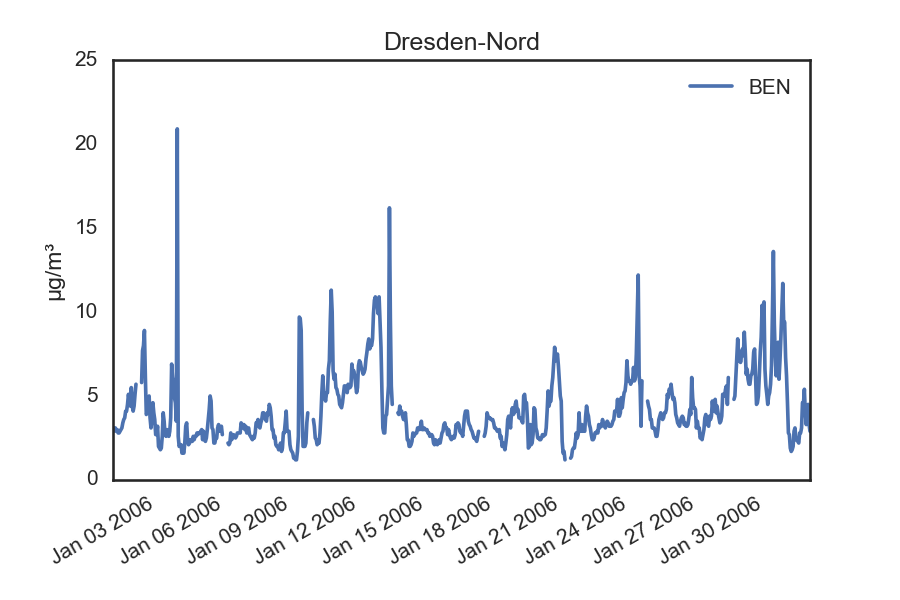 Dresden-Nord
25
20
15
10
5
0
µg/m³
BEN
Jan 03 2006
Jan 06 2006
Jan 09 2006
Jan 12 2006
Jan 15 2006
Jan 18 2006
Jan 21 2006
Jan 24 2006
Jan 27 2006
Jan 30 2006